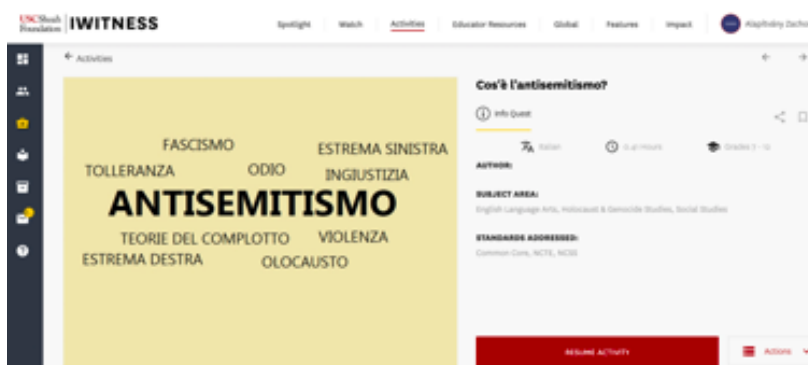 USC Shoah Foundation IWITNESS
Spotlight Watch Activities Educator Resources Global Features Impact
Activities
Cos'è l'antisemitismo?
Info Quest
Italian
AUTHOR:
SUBJECT AREA:
English Language Arts, Holocaust & Genocide Studies, Social Studies
STANDARDS ADDRESSED:
Common Core, NCTE, NCSS
RESUME ACTIVITY
Actions
FASCISMO
ESTREMA SINISTRA
TOLLERANZA
ODIO
INGIUSTIZIA
ANTISEMITISMO
TEORIE DEL COMPLOTTO
VIOLENZA
ESTREMA DESTRA
OLOCAUSTO